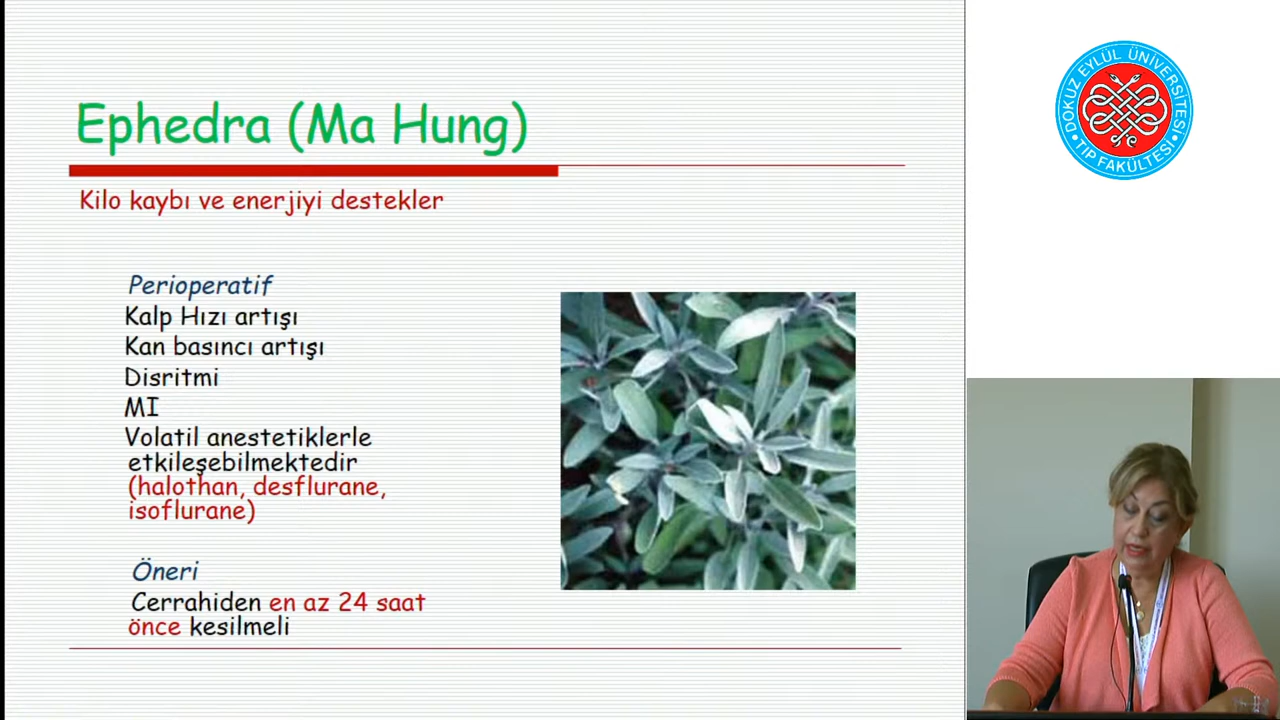 Ephedra (Ma Hung)
Kilo kaybı ve enerjiyi destekler
Perioperatif
Kalp Hızı artışı
Kan basıncı artışı
Disritmi
MI
Volatil anestetiklerle
etkileşebilmektedir
(halothan, desflurane,
isoflurane)
Öneri
Cerrahiden en az 24 saat
önce kesilmeli
DOKUZ EYLÜL ÜNİVERSİTESİ
• TIP FAKÜLTESİ •